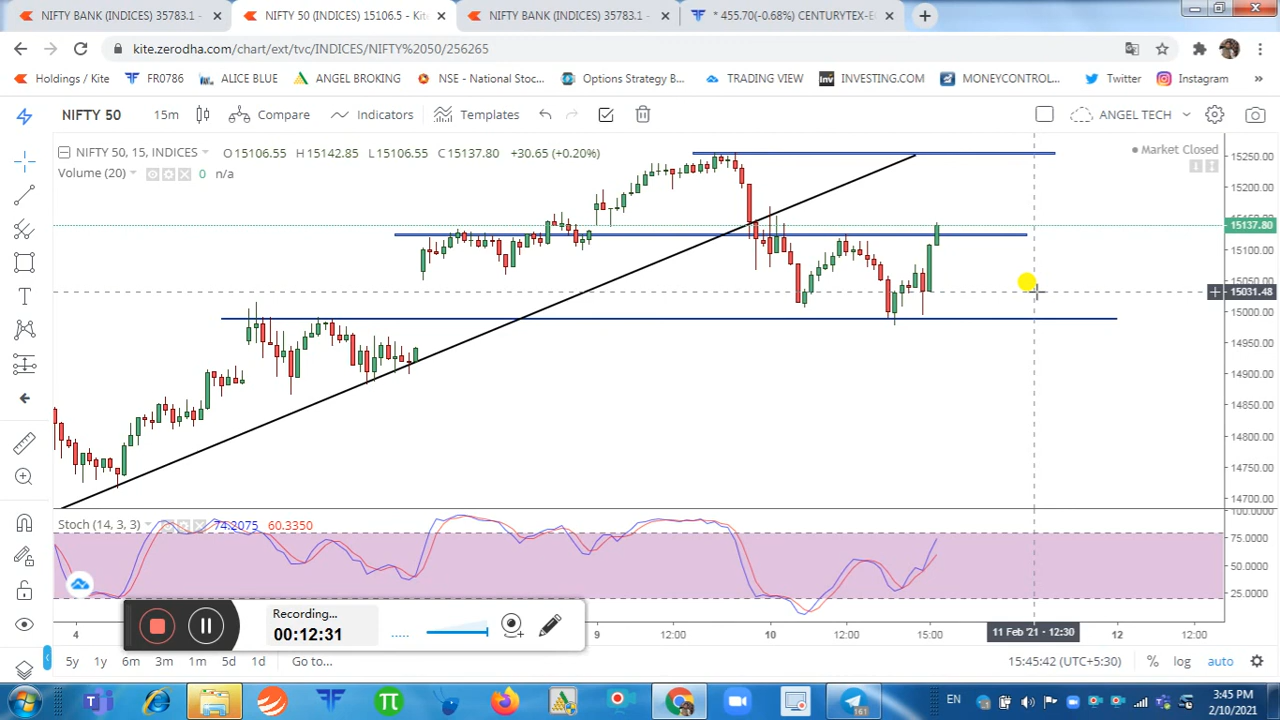 NIFTY BANK (INDICES) 35783.1
NIFTY 50 (INDICES) 15106.5 - Kite
NIFTY BANK (INDICES) 35783.1
* 455.70(-0.68%) CENTURYTEX-E
kite.zerodha.com/chart/ext/tvc/INDICES/NIFTY%2050/256265
Holdings / Kite
FR0786
ALICE BLUE
ANGEL BROKING
NSE - National Stoc...
Options Strategy B...
TRADING VIEW
INVESTING.COM
MONEYCONTROL...
Twitter
Instagram
»
NIFTY 50
15m
Compare
Indicators
Templates
ANGEL TECH
NIFTY 50, 15, INDICES
O15106.55 H15142.85 L15106.55 C15137.80 +30.65 (+0.20%)
Market Closed
Volume (20)
0 n/a
15250.00
15200.00
15137.80
15100.00
15031.48
15000.00
14950.00
14900.00
14850.00
14800.00
14750.00
14700.00
Stoch (14, 3, 3)
74.2075 60.3350
100.0000
75.0000
50.0000
25.0000
Recording...
00:12:31
4
9
12:00
10
12:00
15:00
11 Feb '21 - 12:30
12
12:00
5y 1y 6m 3m 1m 5d 1d Go to...
15:45:42 (UTC+5:30) % log auto
161
EN
3:45 PM
2/10/2021